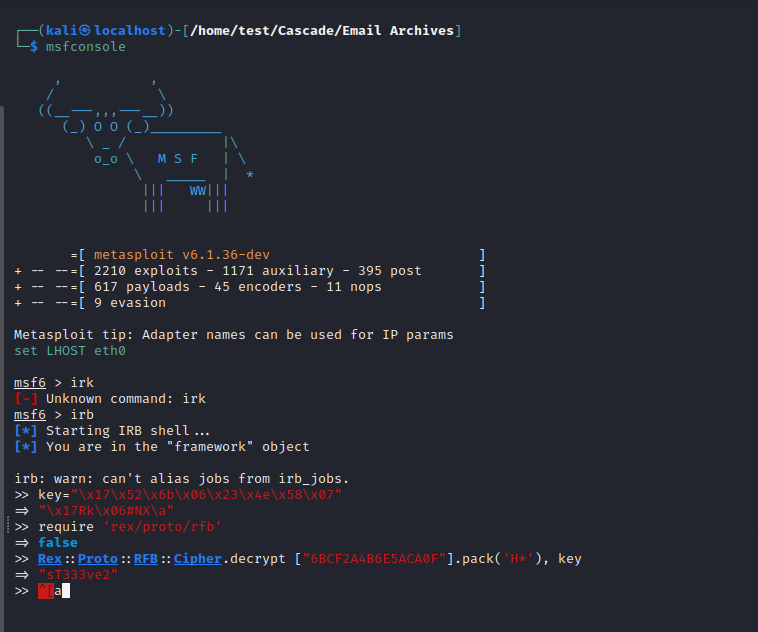 ┌──(kali㉿localhost)-[/home/test/Cascade/Email Archives]
└─$ msfconsole
     ,           ,
    /             \
   ((__---,,,---__))
      (_) O O (_)_________
         \ _ /            |\
          o_o \   M S F   | \
               \   _____  |  *
                |||   WW|||
                |||     |||
       =[ metasploit v6.1.36-dev                          ]
+ -- --=[ 2210 exploits - 1171 auxiliary - 395 post       ]
+ -- --=[ 617 payloads - 45 encoders - 11 nops            ]
+ -- --=[ 9 evasion                                       ]
Metasploit tip: Adapter names can be used for IP params
set LHOST eth0
msf6 > irk
[-] Unknown command: irk
msf6 > irb
[*] Starting IRB shell...
[*] You are in the "framework" object
irb: warn: can't alias jobs from irb_jobs.
>> key="\x17\x52\x6b\x06\x23\x4e\x58\x07"
=> "\x17Rk\x06#NX\a"
>> require 'rex/proto/rfb'
=> false
>> Rex::Proto::RFB::Cipher.decrypt ["6BCF2A4B6E5ACA0F"].pack('H*'), key
=> "sT333ve2"
>> ^[a